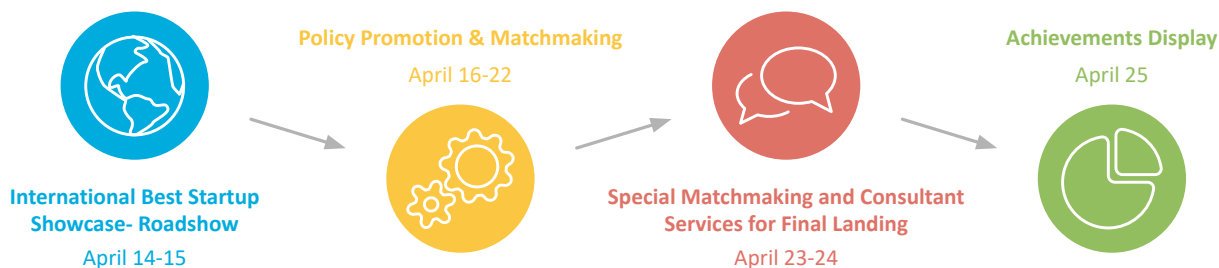 International Best Startup
Showcase- Roadshow
April 14-15
Policy Promotion & Matchmaking
April 16-22
Special Matchmaking and Consultant
Services for Final Landing
April 23-24
Achievements Display
April 25